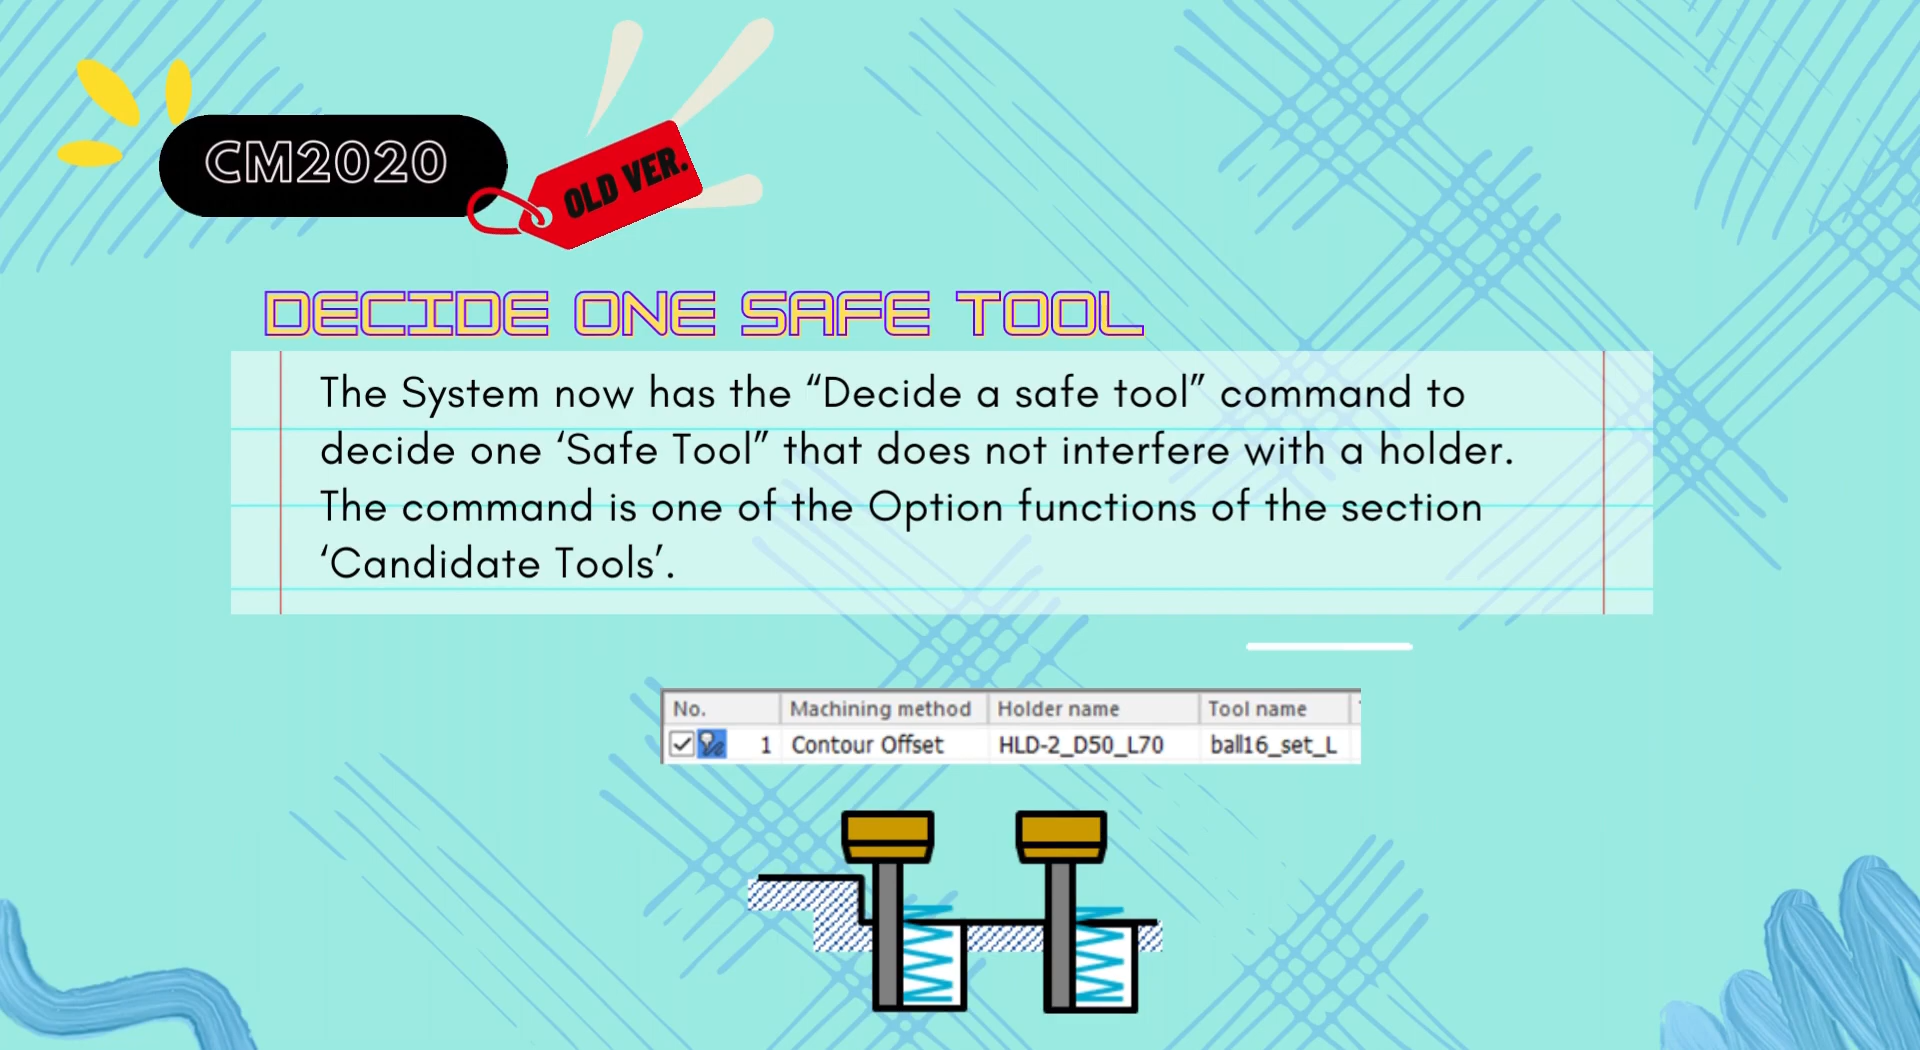 CM2020
OLD VER.
DECIDE ONE SAFE TOOL
The System now has the “Decide a safe tool” command to
decide one ‘Safe Tool” that does not interfere with a holder.
The command is one of the Option functions of the section
‘Candidate Tools’.
No. Machining method Holder name Tool name
1 Contour Offset HLD-2_D50_L70 ball16_set_L